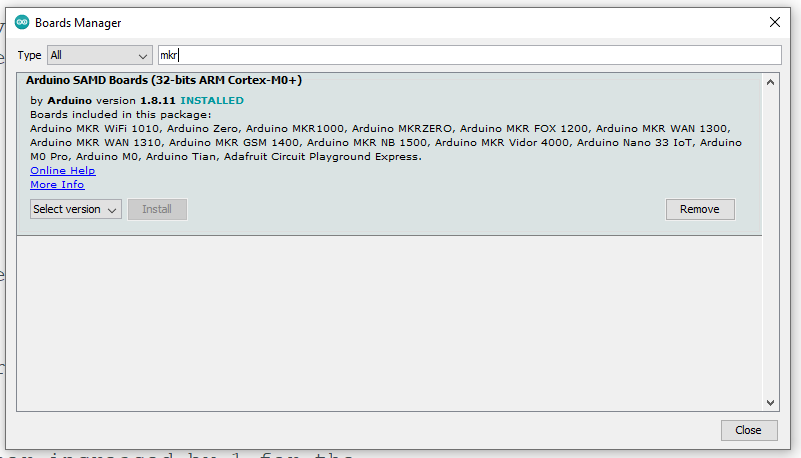 Boards Manager
Type All mkr
Arduino SAMD Boards (32-bits ARM Cortex-M0+)
by Arduino version 1.8.11 INSTALLED
Boards included in this package:
Arduino MKR WiFi 1010, Arduino Zero, Arduino MKR1000, Arduino MKRZERO, Arduino MKR FOX 1200, Arduino MKR WAN 1300,
Arduino MKR WAN 1310, Arduino MKR GSM 1400, Arduino MKR NB 1500, Arduino MKR Vidor 4000, Arduino Nano 33 IoT, Arduino
M0 Pro, Arduino M0, Arduino Tian, Adafruit Circuit Playground Express.
Online Help
More Info
Select version Install Remove
Close
by 1 for the